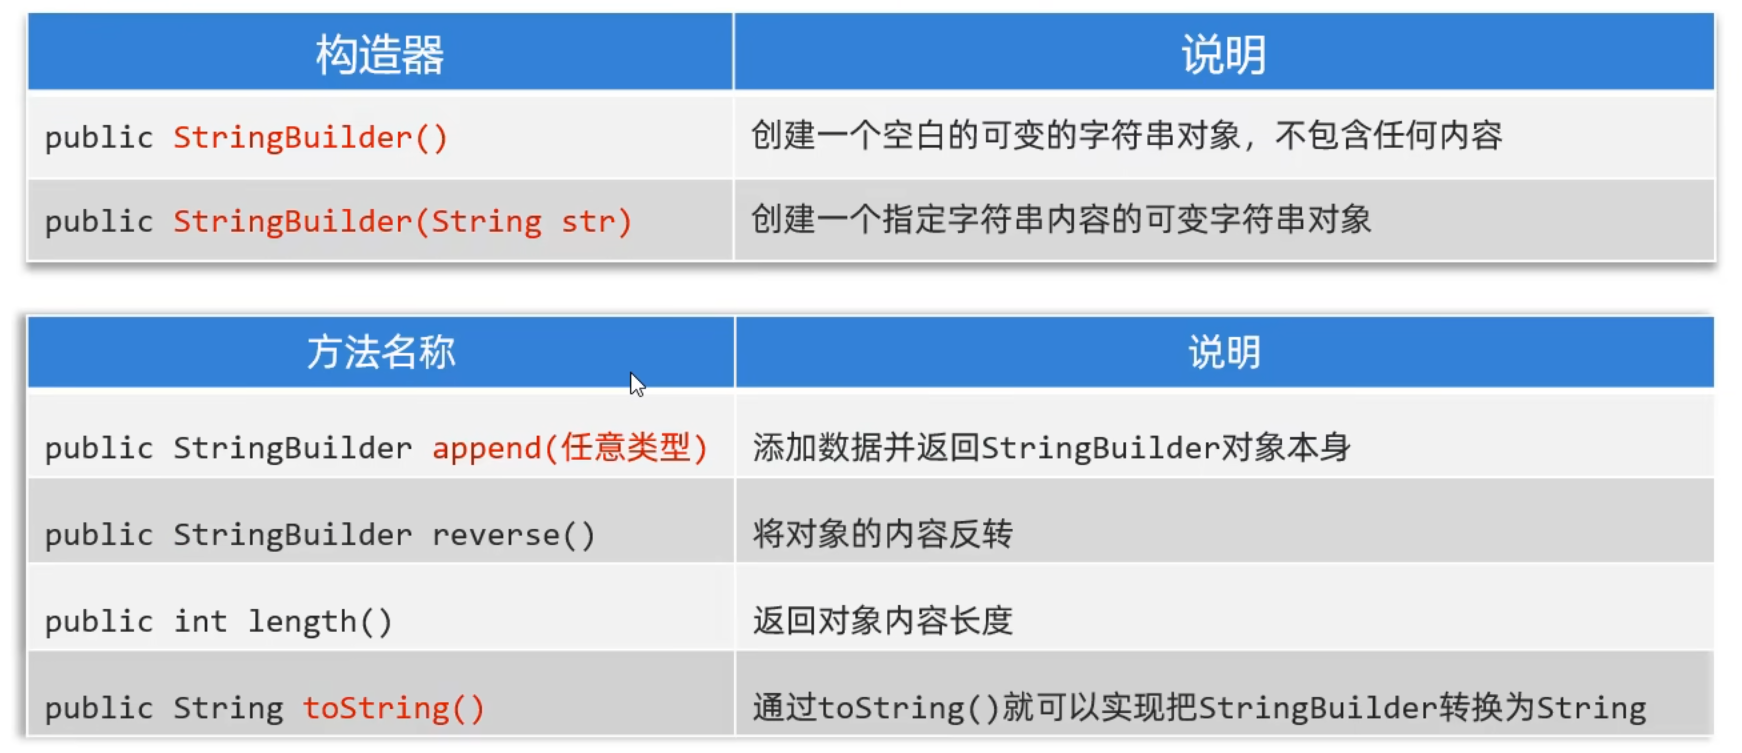 构造器 说明
public StringBuilder() 创建一个空白的可变的字符串对象，不包含任何内容
public StringBuilder(String str) 创建一个指定字符串内容的可变字符串对象
方法名称 说明
public StringBuilder append(任意类型) 添加数据并返回StringBuilder对象本身
public StringBuilder reverse() 将对象的内容反转
public int length() 返回对象内容长度
public String toString() 通过toString()就可以实现把StringBuilder转换为String